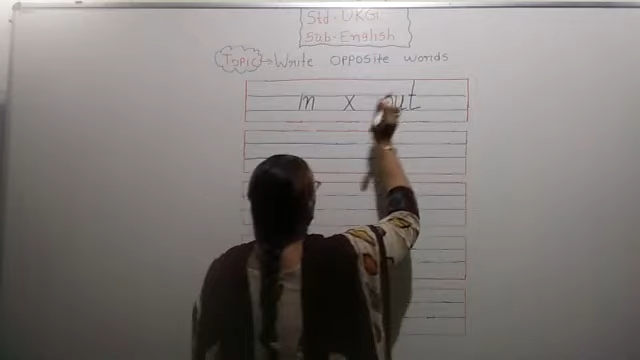 Std - UKG
Sub - English
Topic → Write opposite words
in x out